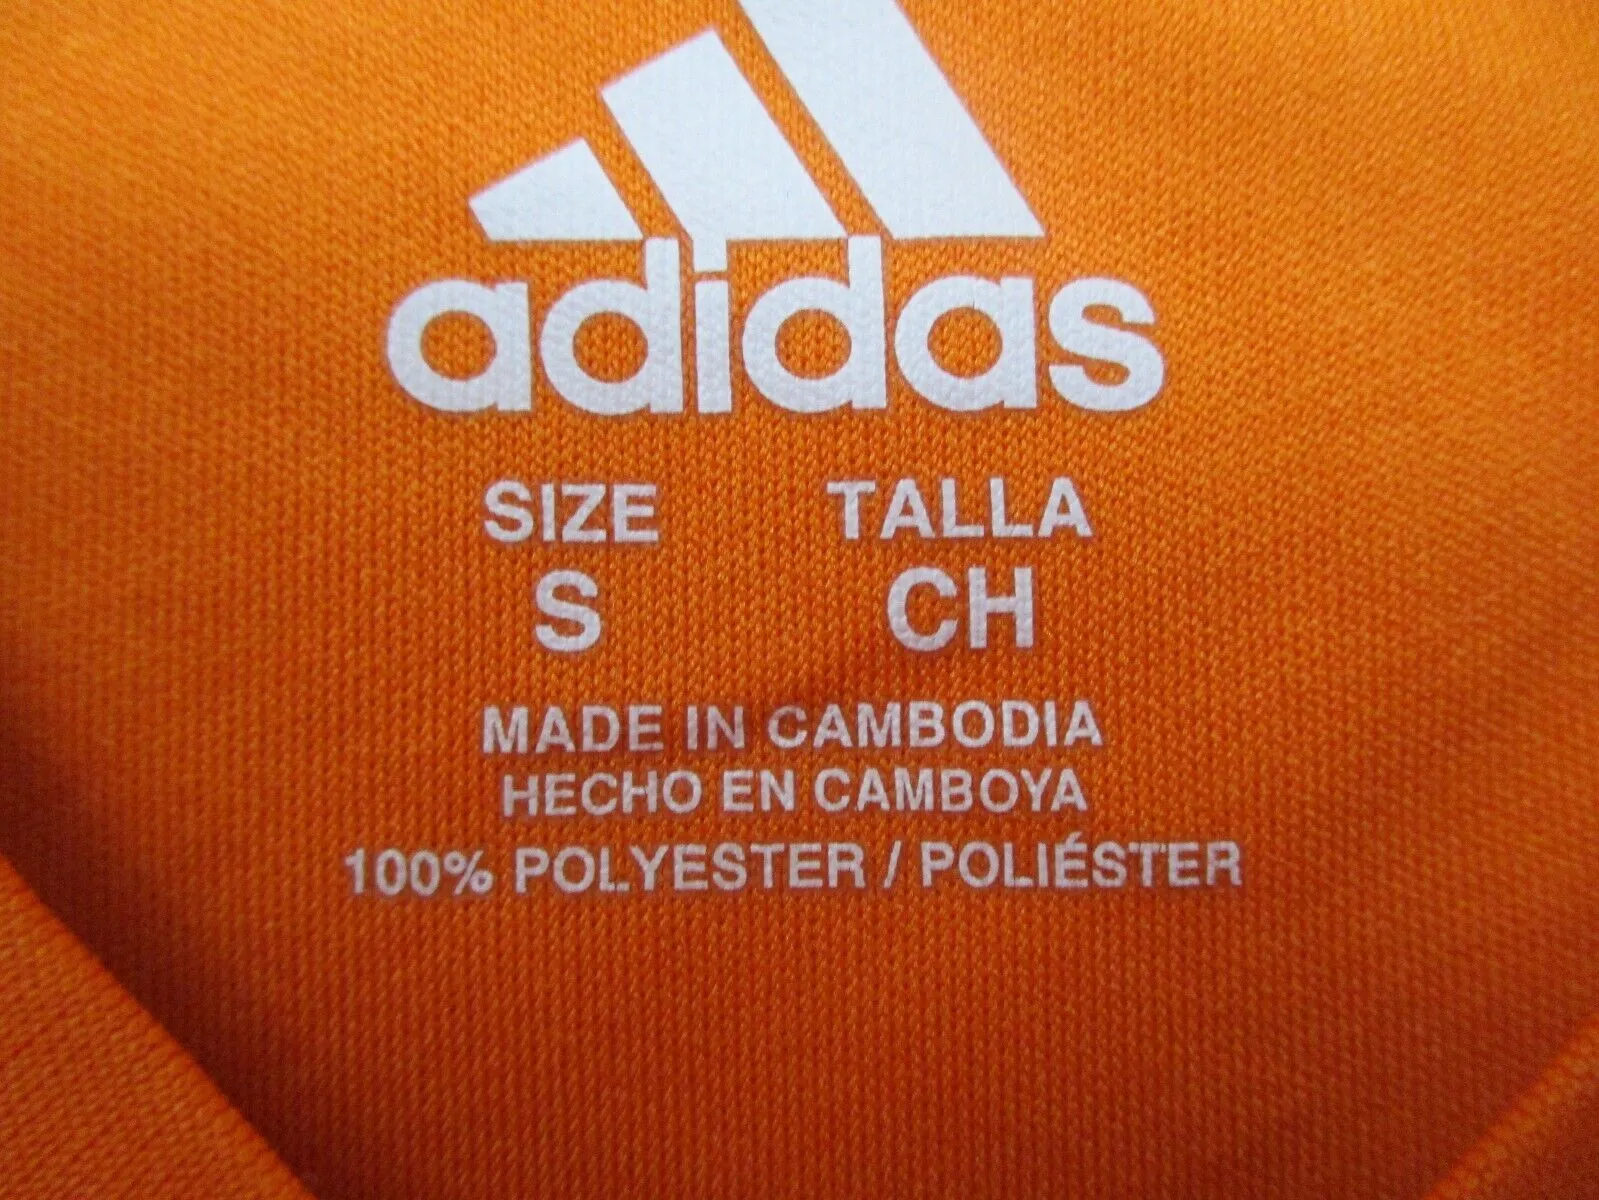 adidas
SIZE TALLA
S CH
MADE IN CAMBODIA
HECHO EN CAMBOYA
100% POLYESTER / POLIÉSTER